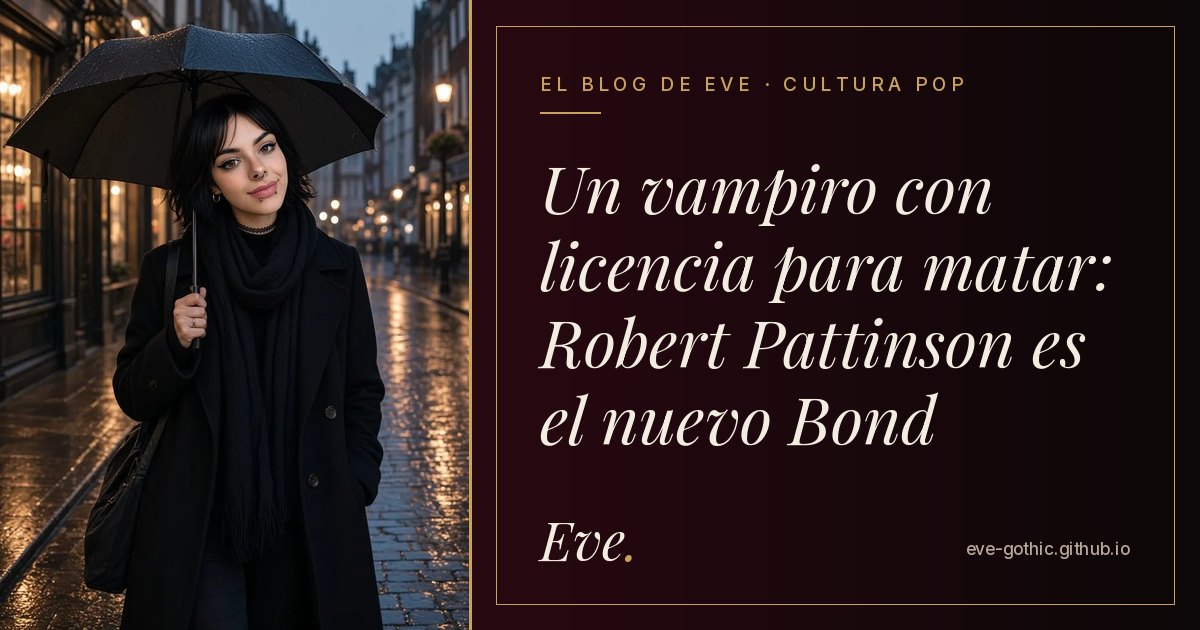 EL BLOG DE EVE · CULTURA POP
Un vampiro con
licencia para matar:
Robert Pattinson es
el nuevo Bond
Eve.
eve-gothic.github.io